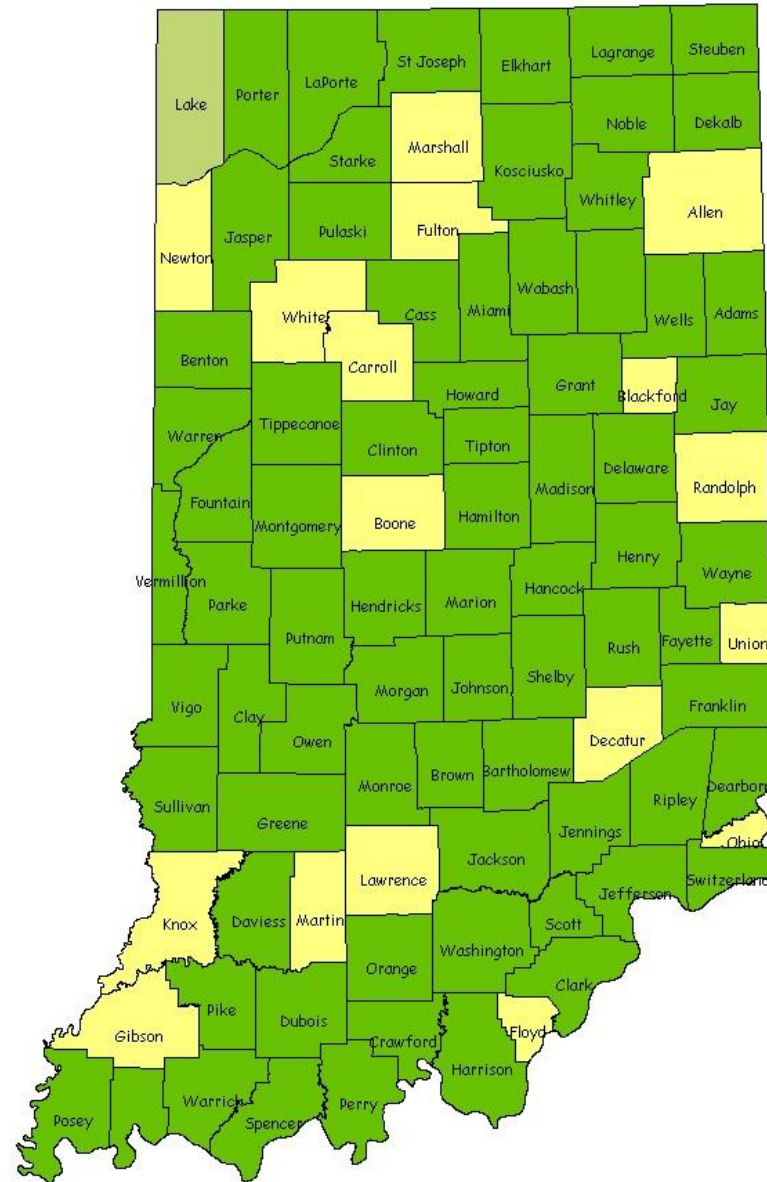 St Joseph
Lagrange
Steuben
LaPorte
Elkhart
Porter
Lake
Noble
Dekalb
Marshall
Starke
Kosciusko
Whitley
Allen
Fulton
Pulaski
Jasper
Newton
Wabash
Miami
Cass
White
Wells
Adams
Benton
Carroll
Grant
Howard
Blackford
Jay
Tippecanoe
Warren
Clinton
Tipton
Delaware
Madison
Randolph
Fountain
Montgomery
Boone
Hamilton
Henry
Wayne
Vermillion
Hancock
Parke
Hendricks
Marion
Putnam
Fayette
Union
Rush
Shelby
Morgan
Johnson
Vigo
Clay
Franklin
Owen
Decatur
Brown
Bartholomew
Monroe
Dearborn
Sullivan
Ripley
Greene
Jennings
Ohio
Jackson
Lawrence
Switzerland
Jefferson
Knox
Daviess
Martin
Scott
Washington
Orange
Clark
Pike
Dubois
Gibson
Floyd
Crawford
Harrison
Warrick
Perry
Posey
Spencer